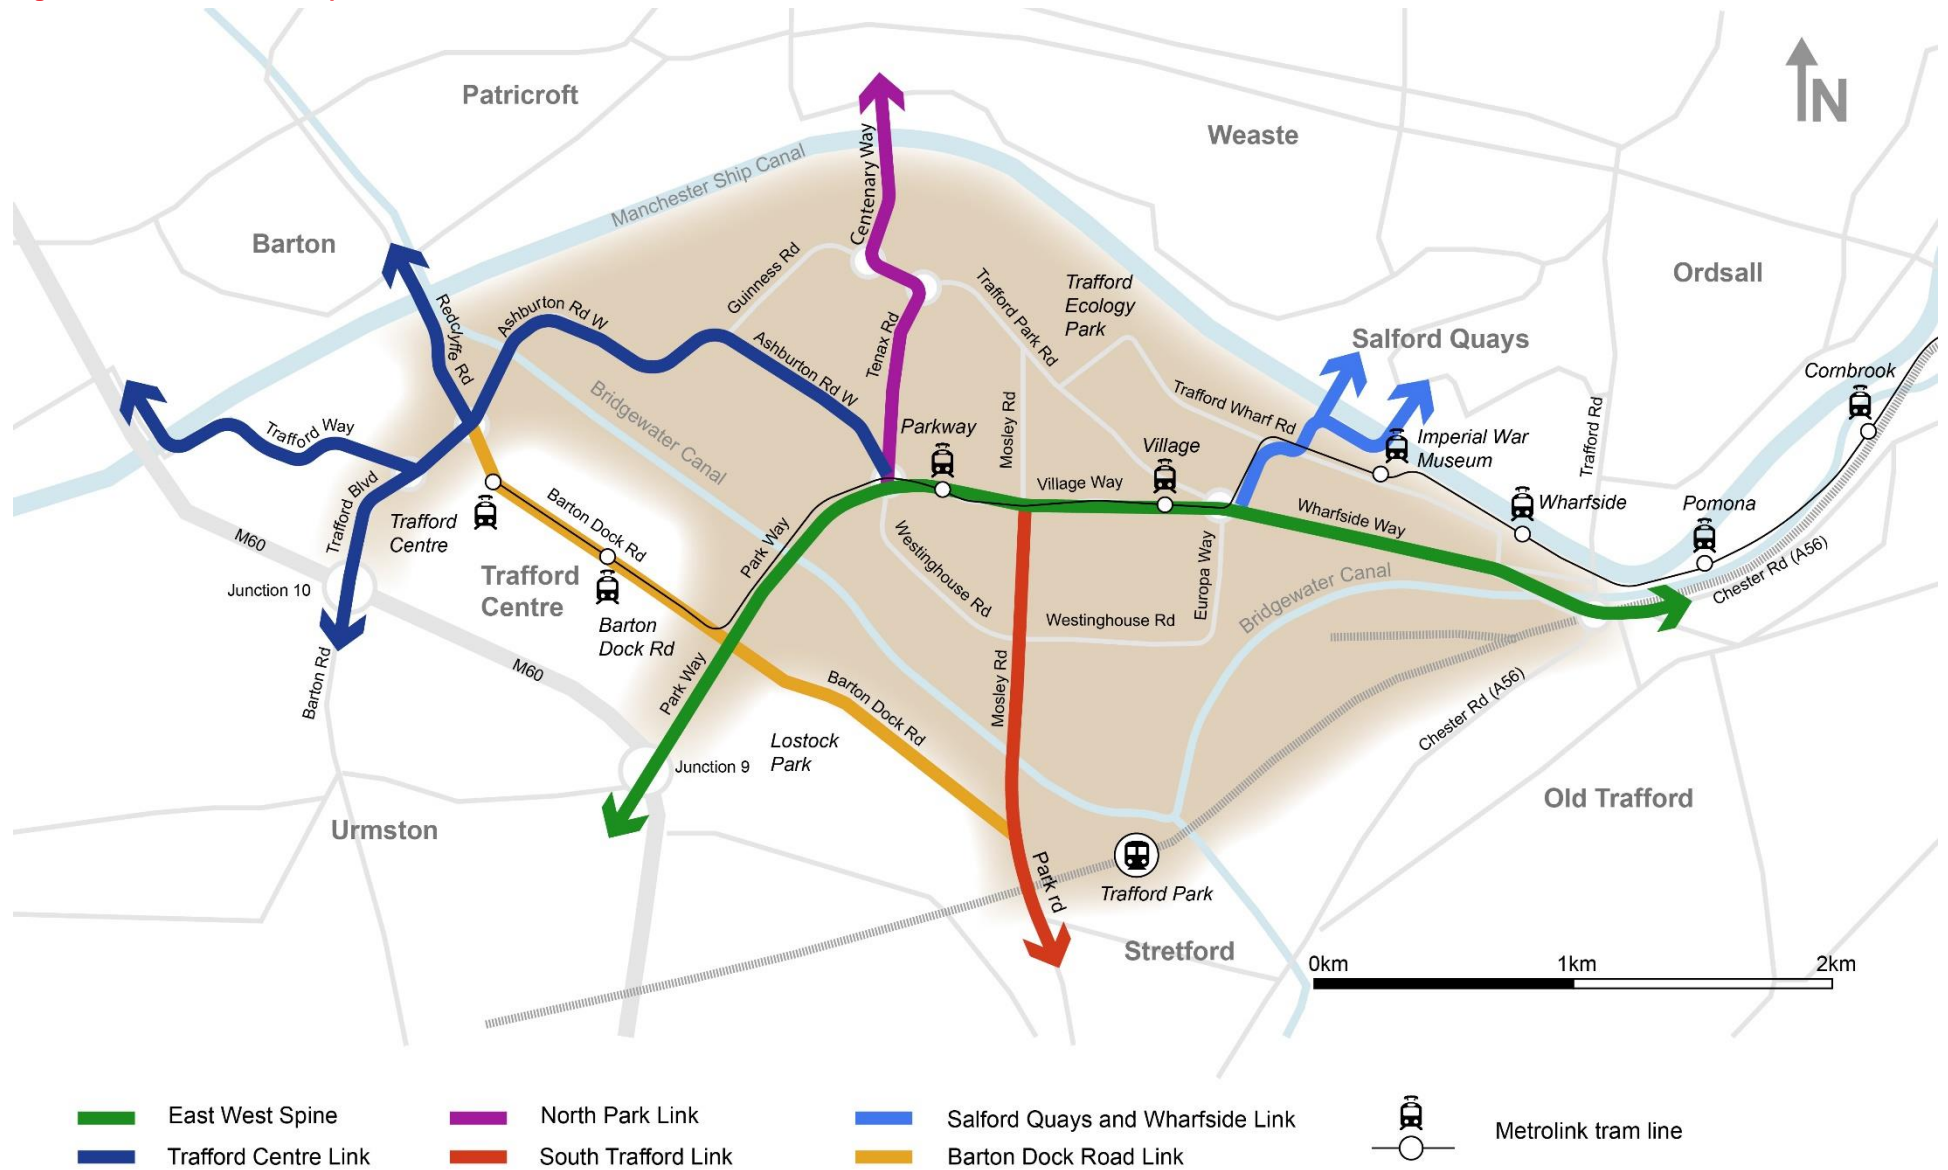 Patricroft
Weaste
N
Centenary Way
Manchester Ship Canal
Barton
Guinness Rd
Trafford Park Rd
Trafford
Ecology
Park
Ordsall
Redclyffe Rd
Ashburton Rd W
Tenax Rd
Salford Quays
Ashburton Rd W
Cornbrook
Bridgewater Canal
Trafford Wharf Rd
Trafford Rd
Mosley Rd
Trafford Way
Parkway
Village
Imperial War
Museum
Village Way
Wharfside Way
Wharfside
Pomona
Trafford Blvd
Trafford
Centre
Barton Dock Rd
Park Way
Westinghouse Rd
Europa Way
Chester Rd (A56)
M60
Junction 10
Trafford
Centre
Bridgewater Canal
Westinghouse Rd
Barton
Dock Rd
M60
Barton Rd
Park Way
Barton Dock Rd
Mosley Rd
Chester Rd (A56)
Lostock
Park
Junction 9
Old Trafford
Urmston
Park rd
Trafford Park
Stretford
0km 1km 2km
East West Spine
North Park Link
Salford Quays and Wharfside Link
Metrolink tram line
Trafford Centre Link
South Trafford Link
Barton Dock Road Link